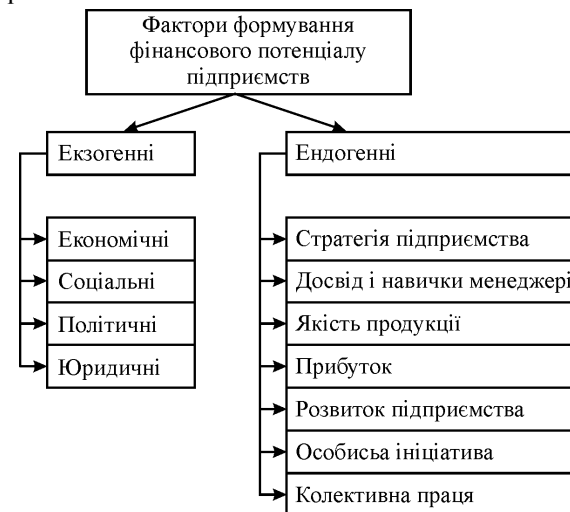 Фактори формування
фінансового потенціалу
підприємств
Екзогенні
Економічні
Соціальні
Політичні
Юридичні
Ендогенні
Стратегія підприємства
Досвід і навички менеджері
Якість продукції
Прибуток
Розвиток підприємства
Особисьа ініціатива
Колективна праця